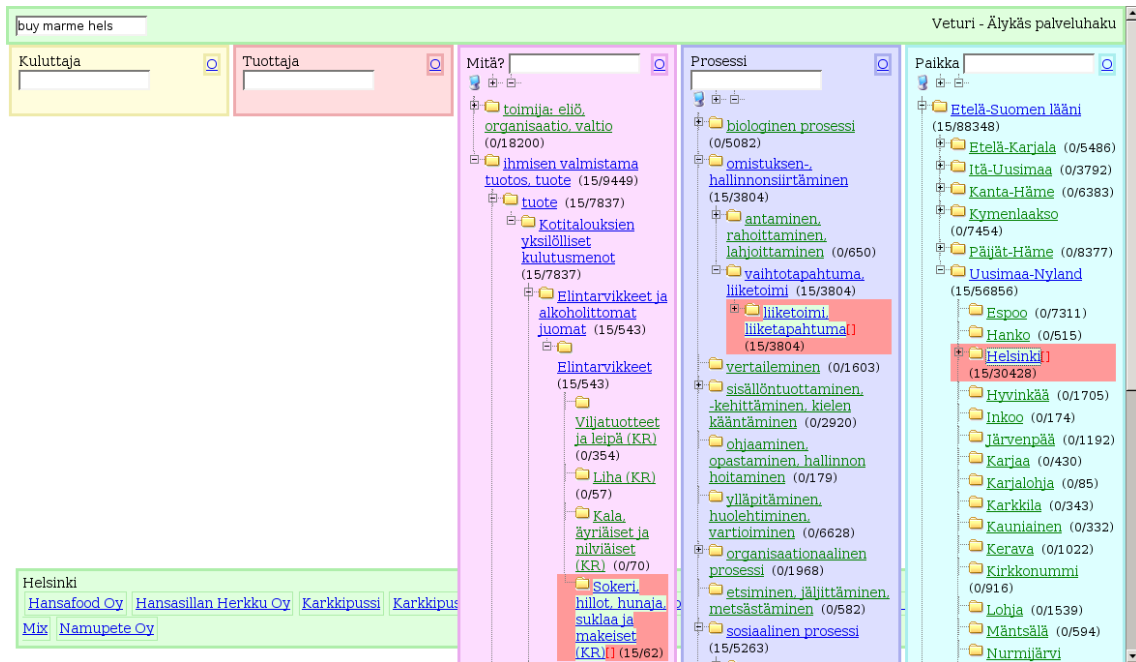 buy marme hels
Veturi - Älykäs palveluhaku
Kuluttaja
O
Tuottaja
O
Mitä?
O
toimija: eliö,
organisaatio, valtio
(0/18200)
ihmisen valmistama
tuotos, tuote (15/9449)
tuote (15/7837)
Kotitalouksien
yksilölliset
kulutusmenot
(15/7837)
Elintarvikkeet ja
alkoholittomat
juomat (15/543)
Elintarvikkeet
(15/543)
Viljatuotteet
ja leipä (KR)
(0/354)
Liha (KR)
(0/57)
Kala,
äyriäiset ja
nilviäiset
(KR) (0/70)
Sokeri,
hillot, hunaja,
suklaa ja
makeiset
(KR)[] (15/62)
Prosessi
O
biologinen prosessi
(0/5082)
omistuksen-,
hallinnonsiirtäminen
(15/3804)
antaminen,
rahoittaminen,
lahjoittaminen (0/650)
vaihtotapahtuma,
liiketoimi (15/3804)
liiketoimi,
liiketapahtuma[]
(15/3804)
vertaileminen (0/1603)
sisällöntuottaminen,
-kehittäminen, kielen
kääntäminen (0/2920)
ohjaaminen,
opastaminen, hallinnon
hoitaminen (0/179)
ylläpitäminen,
huolehtiminen,
vartioiminen (0/6628)
organisaationaalinen
prosessi (0/1968)
etsiminen, jäljittäminen,
metsästäminen (0/582)
sosiaalinen prosessi
(15/5263)
Paikka
O
Etelä-Suomen lääni
(15/88348)
Etelä-Karjala (0/5486)
Itä-Uusimaa (0/3792)
Kanta-Häme (0/6383)
Kymenlaakso
(0/7454)
Päijät-Häme (0/8377)
Uusimaa-Nyland
(15/56856)
Espoo (0/7311)
Hanko (0/515)
Helsinki[]
(15/30428)
Hyvinkää (0/1705)
Inkoo (0/174)
Järvenpää (0/1192)
Karjaa (0/430)
Karjalohja (0/85)
Karkkila (0/343)
Kauniainen (0/332)
Kerava (0/1022)
Kirkkonummi
(0/916)
Lohja (0/1539)
Mäntsälä (0/594)
Nurmijärvi
Helsinki
Hansafood Oy Hansasillan Herkku Oy Karkkipussi Karkkipus
Mix Namupete Oy